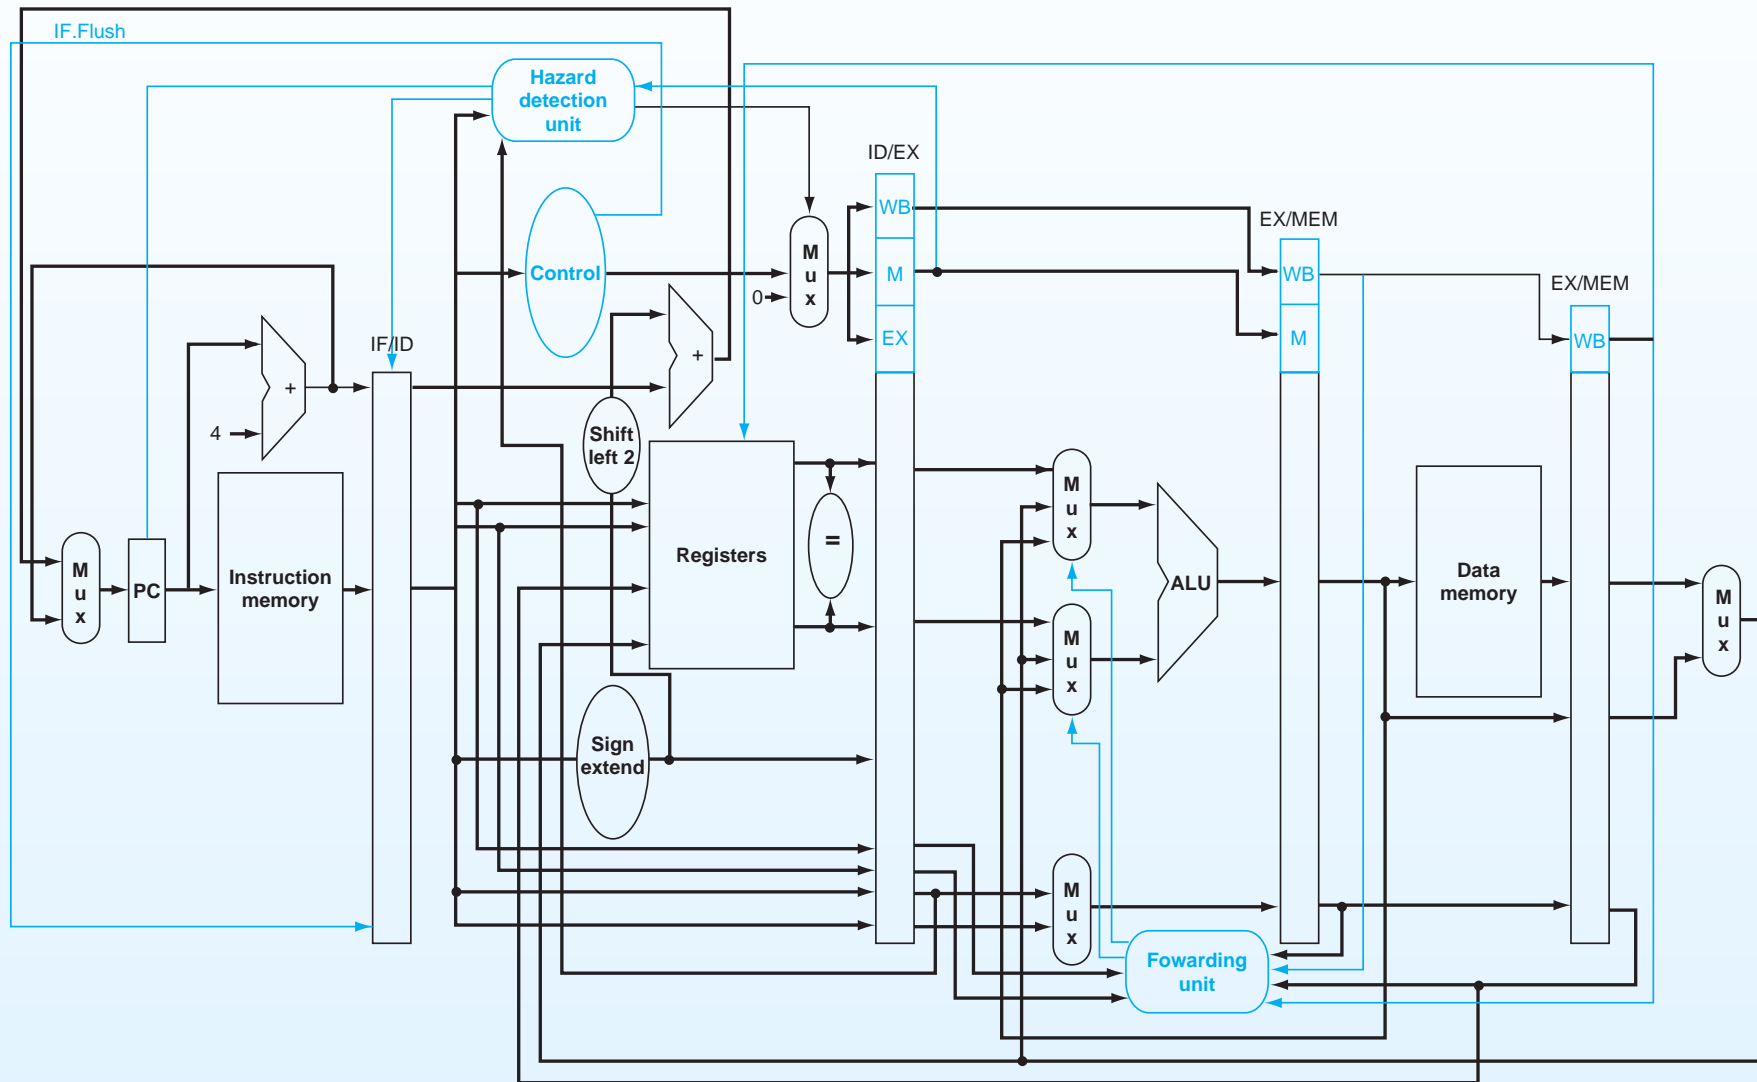 IF.Flush
Hazard
detection
unit
ID/EX
WB
M
EX
Control
M
u
x
0
EX/MEM
WB
M
EX/MEM
WB
IF/ID
+
4
+
Shift
left 2
Registers
=
M
u
x
PC
Instruction
memory
M
u
x
M
u
x
ALU
Data
memory
M
u
x
Sign
extend
M
u
x
Fowarding
unit